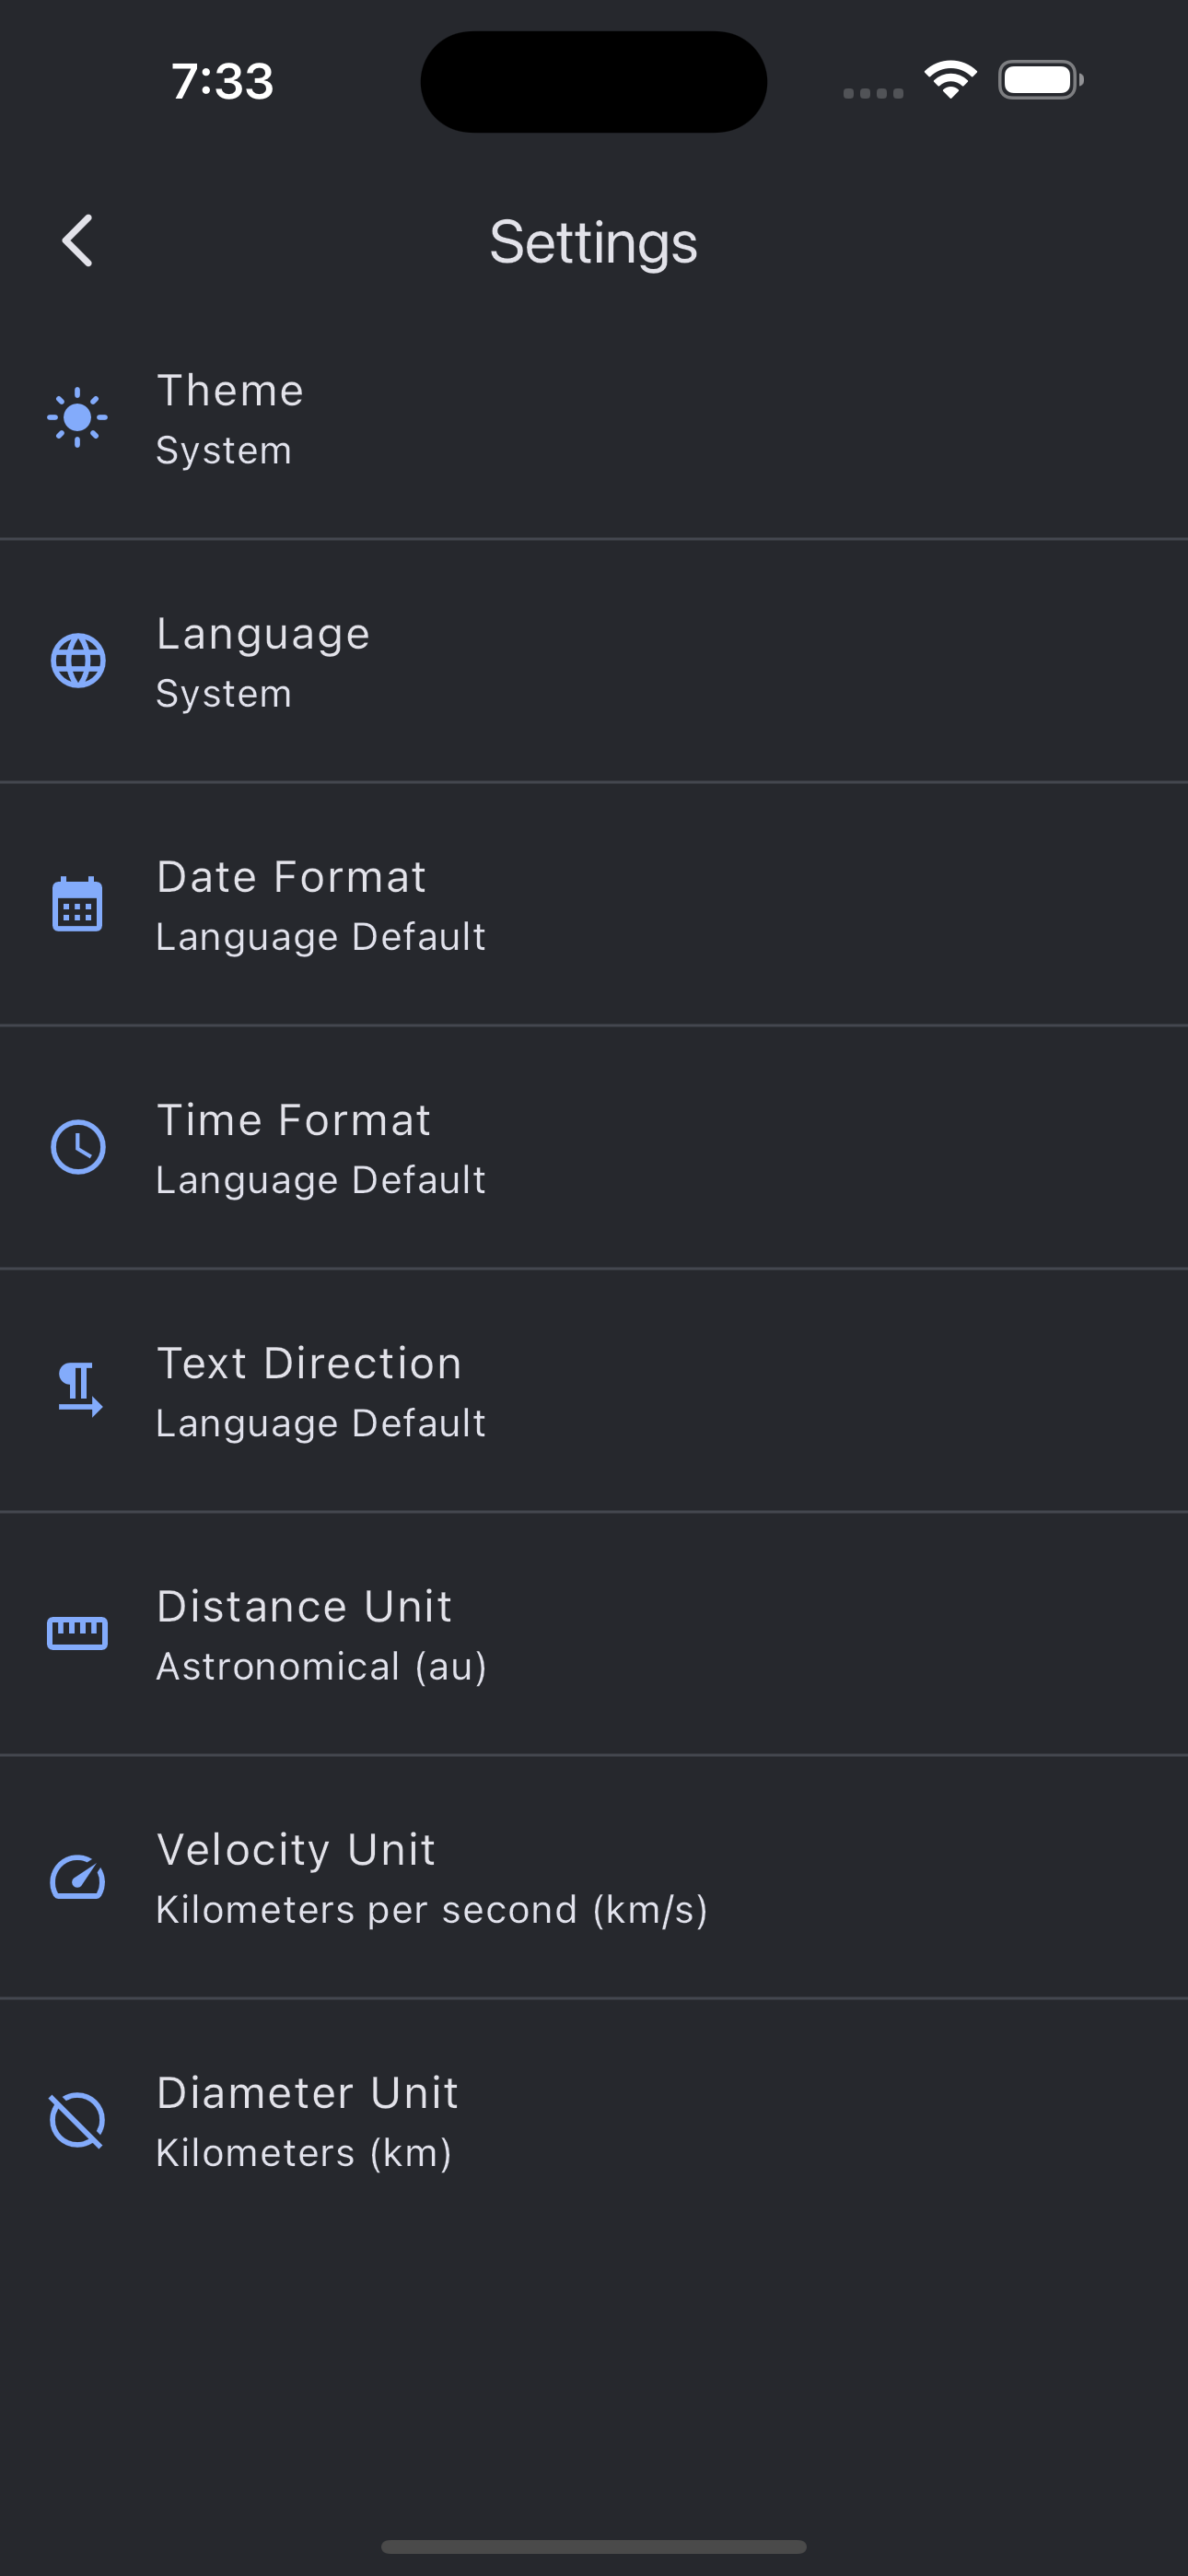 7:33
Settings
Theme
System
Language
System
Date Format
Language Default
Time Format
Language Default
Text Direction
Language Default
Distance Unit
Astronomical (au)
Velocity Unit
Kilometers per second (km/s)
Diameter Unit
Kilometers (km)